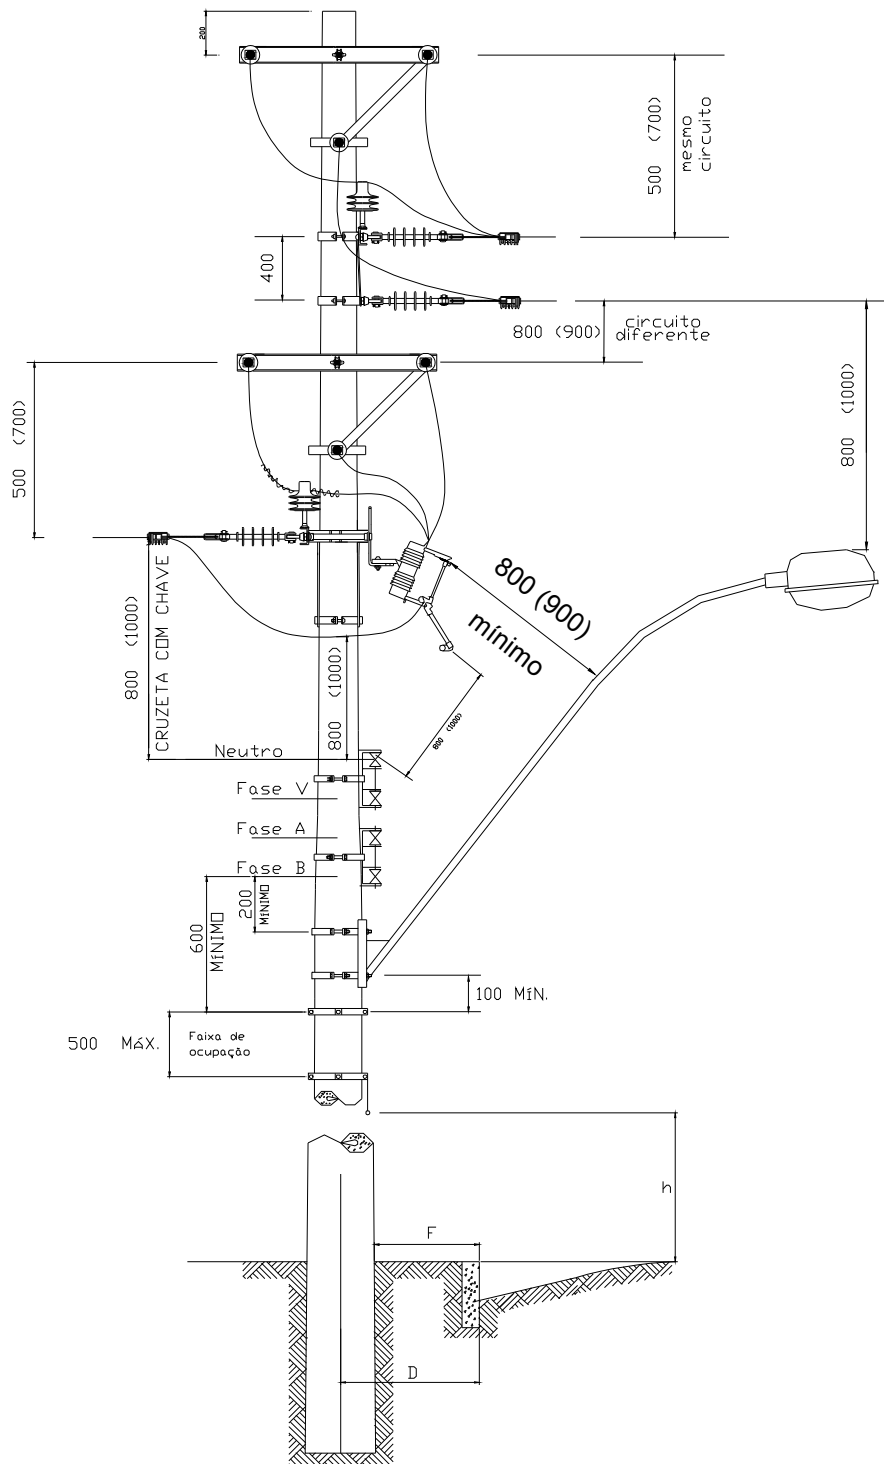 200
500 (700)
mesmo
circuito
400
800 (900)
circuito
diferente
500 (700)
800 (1000)
800 (1000)
CRUZETA COM CHAVE
800 (900)
mínimo
800 (1000)
800 (1000)
Neutro
Fase V
Fase A
Fase B
200
MíNIMO
600
MíNIMO
100 MíN.
500 MÁX.
Faixa de
ocupação
h
F
D